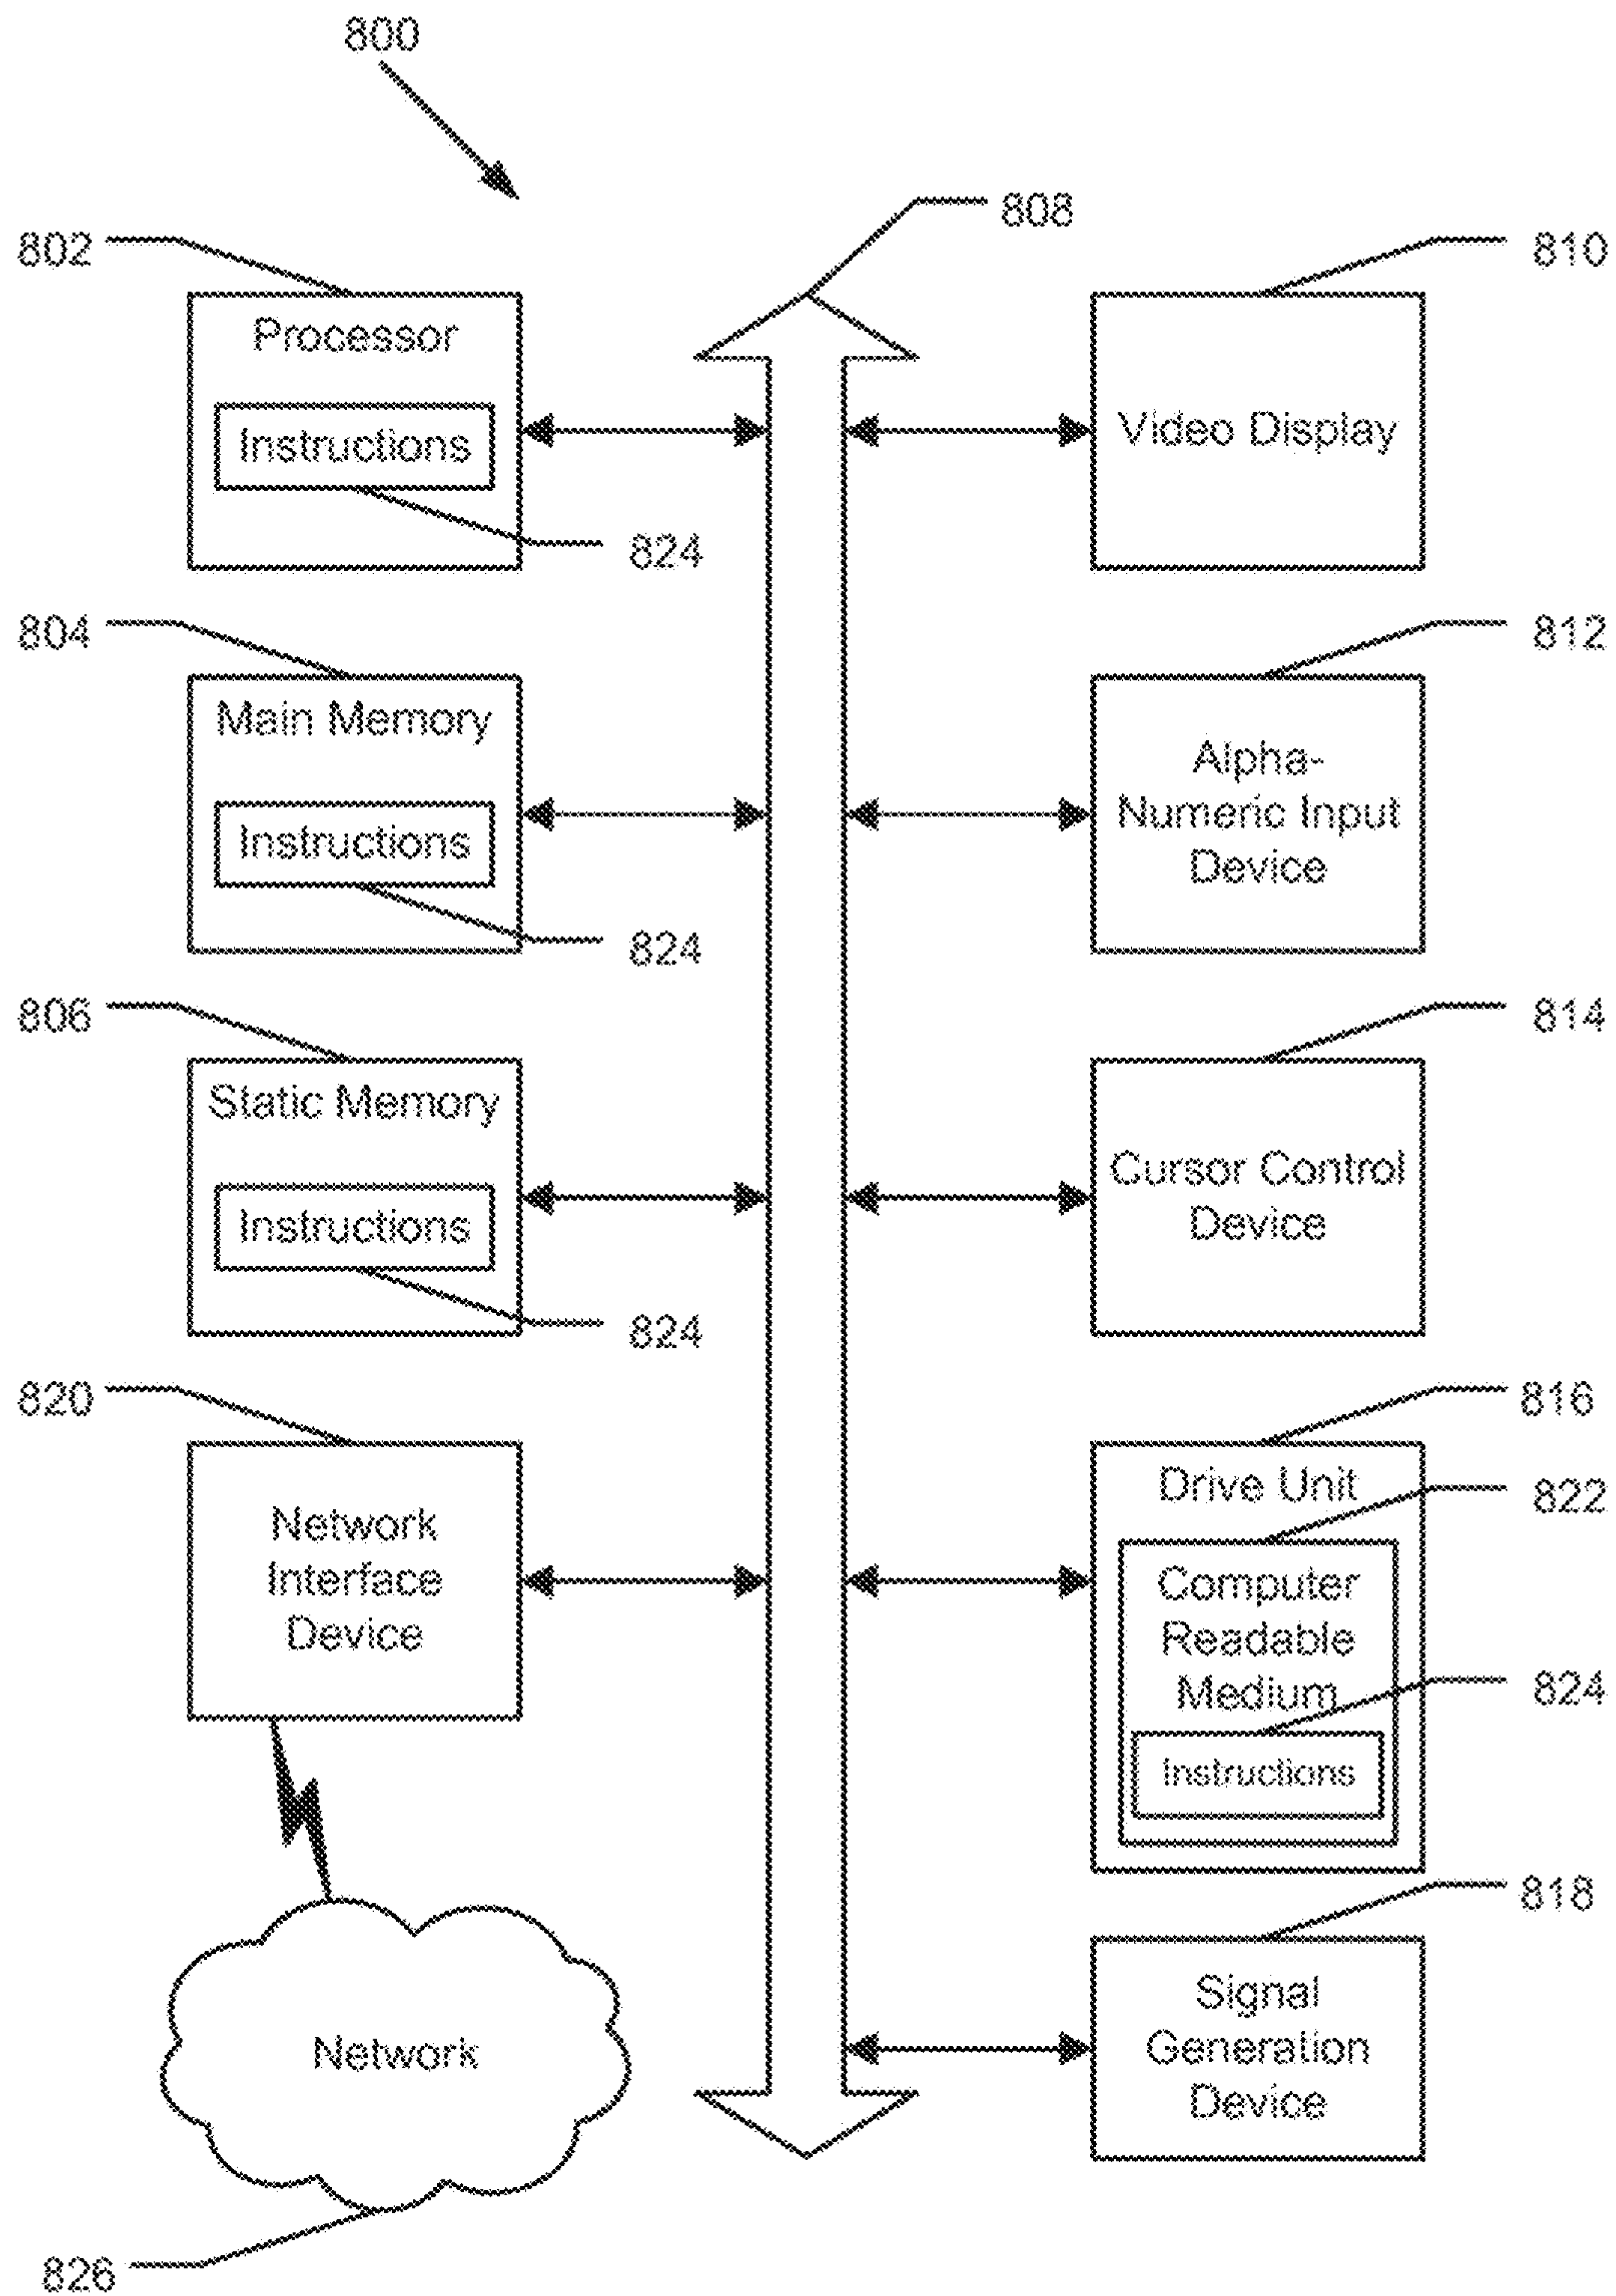 800
808
802
Processor
Instructions
824
810
Video Display
804
Main Memory
Instructions
824
812
Alpha-
Numeric Input
Device
806
Static Memory
Instructions
824
814
Cursor Control
Device
820
Network
Interface
Device
816
Drive Unit
822
Computer
Readable
Medium
824
Instructions
Network
826
818
Signal
Generation
Device